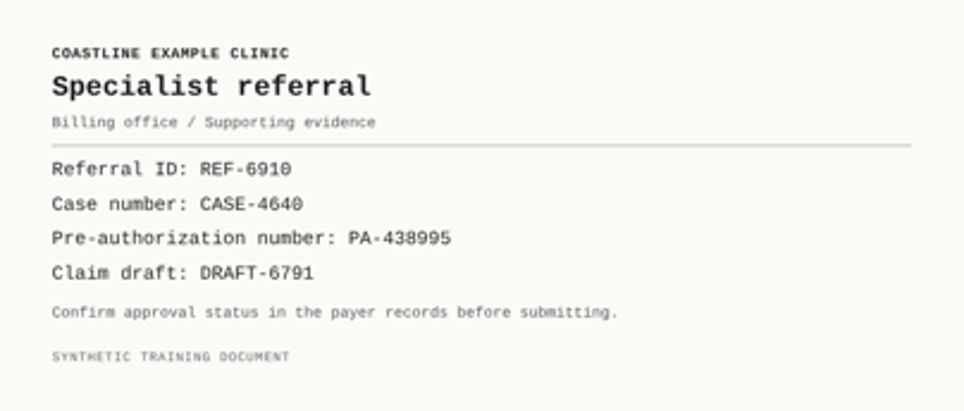 COASTLINE EXAMPLE CLINIC
Specialist referral
Billing office / Supporting evidence
Referral ID: REF-6910
Case number: CASE-4640
Pre-authorization number: PA-438995
Claim draft: DRAFT-6791
Confirm approval status in the payer records before submitting.
SYNTHETIC TRAINING DOCUMENT